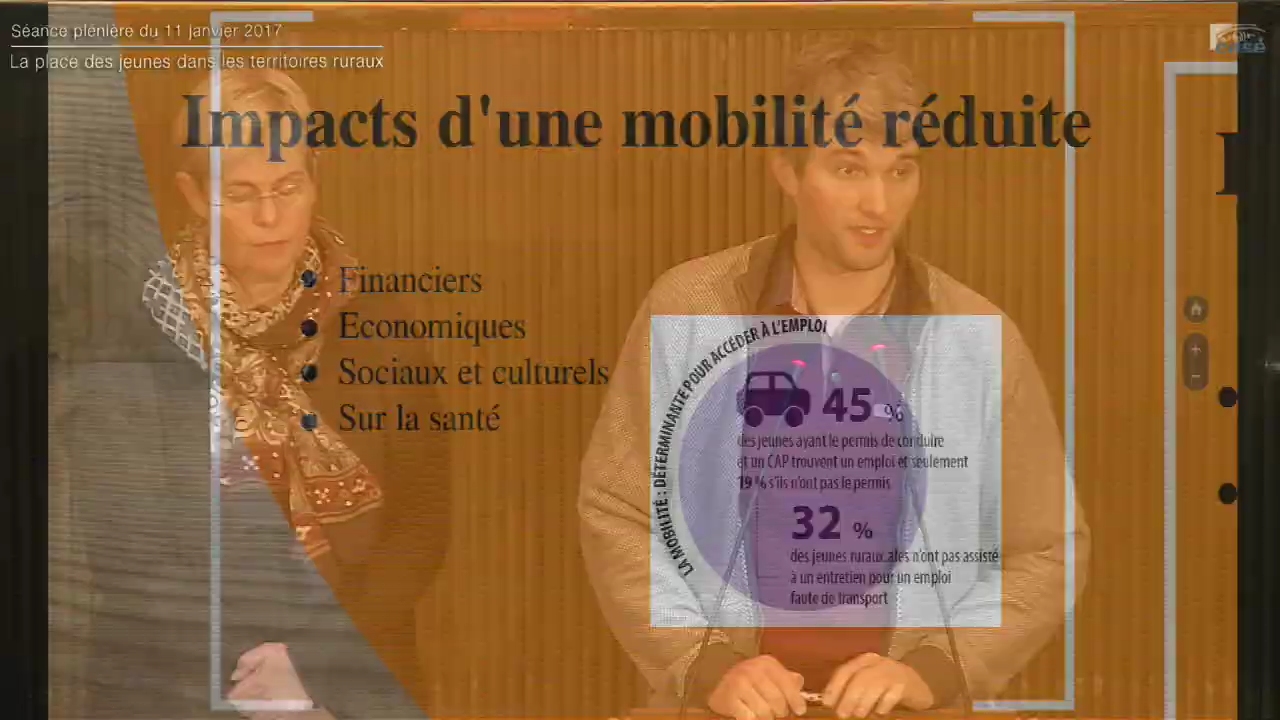 Séance plénière du 11 janvier 2017
La place des jeunes dans les territoires ruraux
Impacts d'une mobilité réduite
Financiers
Economiques
Sociaux et culturels
Sur la santé
LA MOBILITÉ : DÉTERMINANTE POUR ACCÉDER À L'EMPLOI
45 %
des jeunes ayant le permis de conduire
et un CAP trouvent un emploi et seulement
19 % s'ils n'ont pas le permis
32 %
des jeunes ruraux.ales n'ont pas assisté
à un entretien pour un emploi
faute de transport